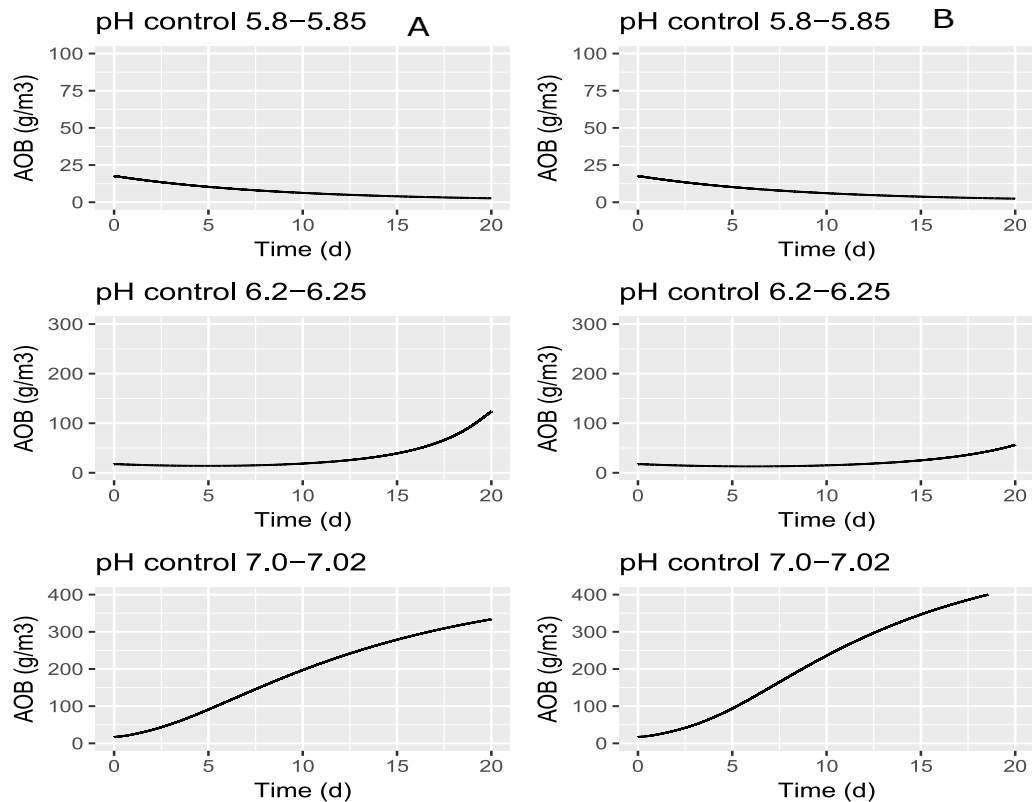 pH control 5.8−5.85 A
100
75
50
25
0
AOB (g/m3)
0 5 10 15 20
Time (d)
pH control 5.8−5.85 B
100
75
50
25
0
AOB (g/m3)
0 5 10 15 20
Time (d)
pH control 6.2−6.25
300
200
100
0
AOB (g/m3)
0 5 10 15 20
Time (d)
pH control 6.2−6.25
300
200
100
0
AOB (g/m3)
0 5 10 15 20
Time (d)
pH control 7.0−7.02
400
300
200
100
0
AOB (g/m3)
0 5 10 15 20
Time (d)
pH control 7.0−7.02
400
300
200
100
0
AOB (g/m3)
0 5 10 15 20
Time (d)